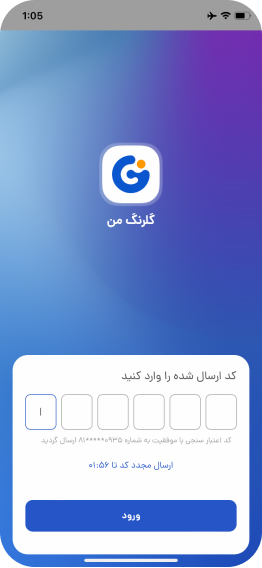 1:05
گلرنگ من
کد ارسال شده را وارد کنید
کد اعتبار سنجی با موفقیت به شماره ۰۹۳۵*****۸۱ ارسال گردید
ارسال مجدد کد تا ۰۱:۵۶
ورود